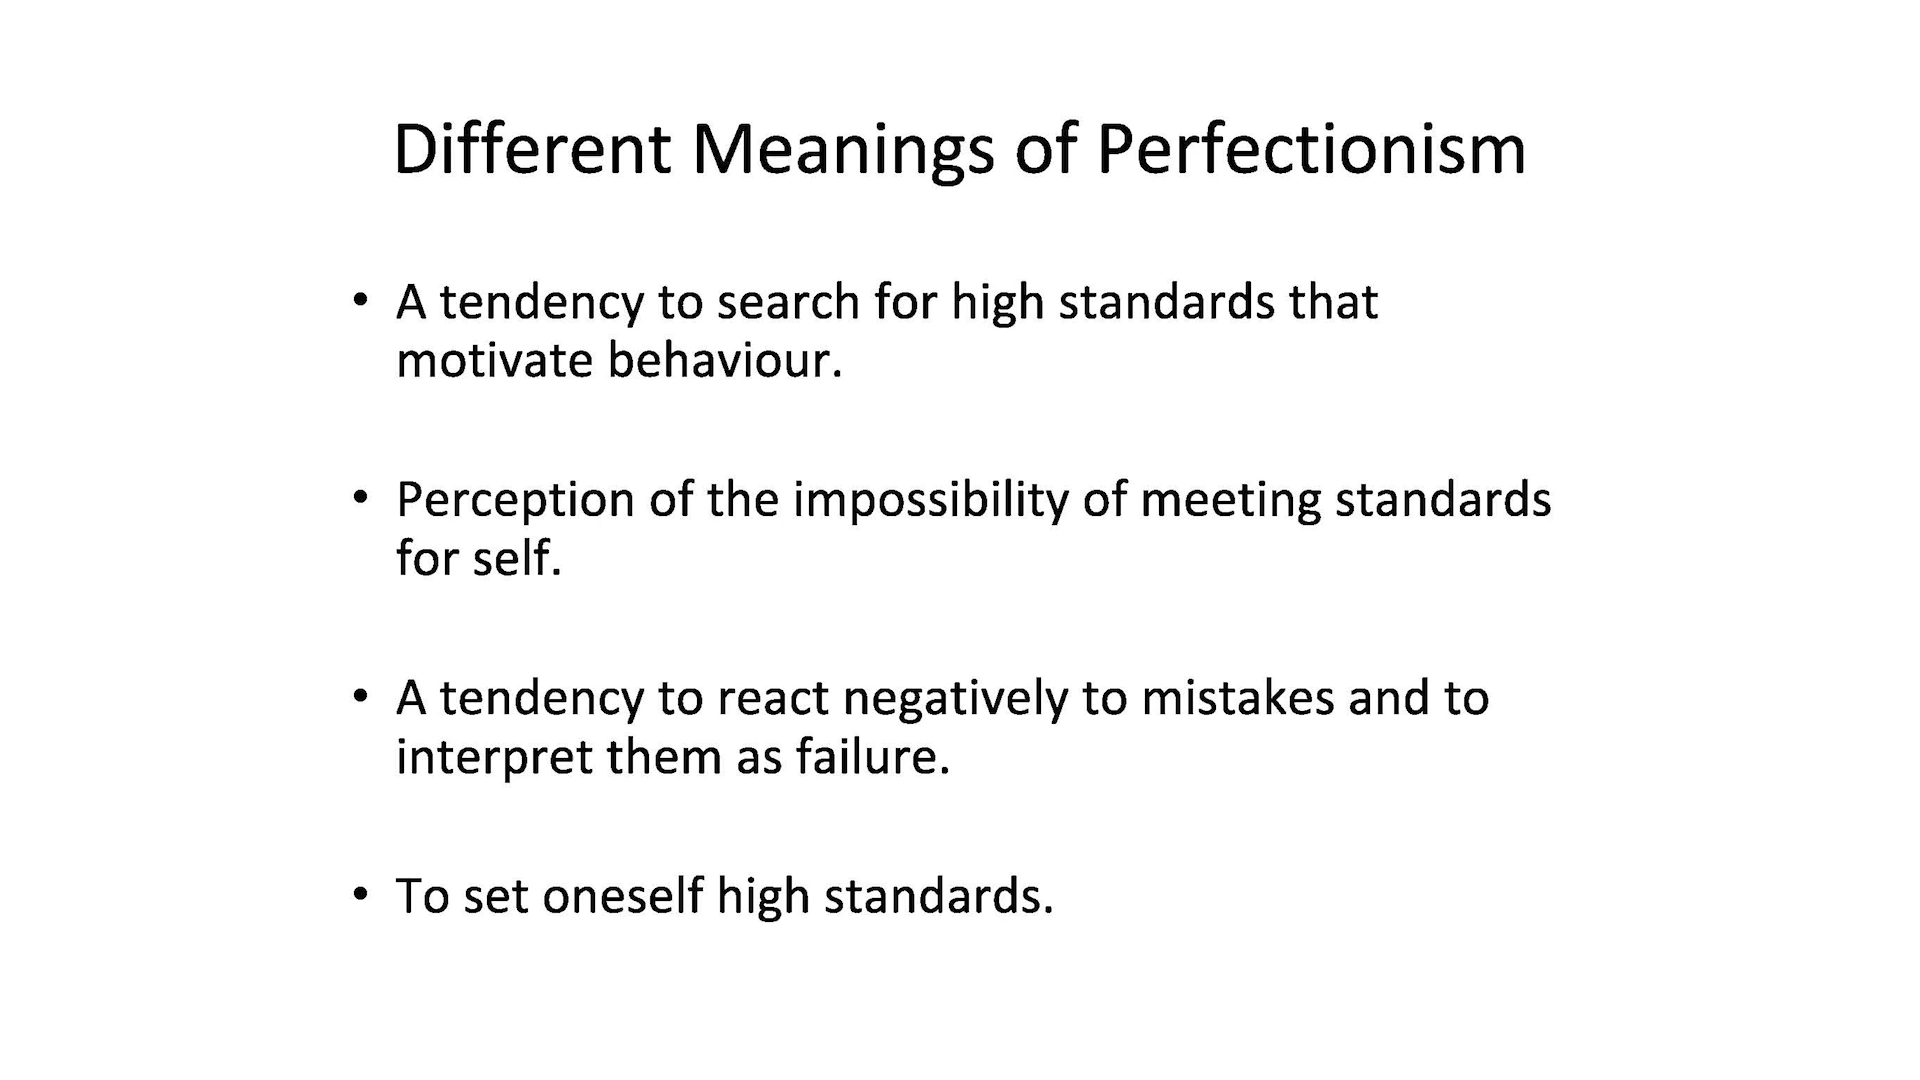 Different Meanings of Perfectionism
• A tendency to search for high standards that
motivate behaviour.
• Perception of the impossibility of meeting standards
for self.
• A tendency to react negatively to mistakes and to
interpret them as failure.
• To set oneself high standards.